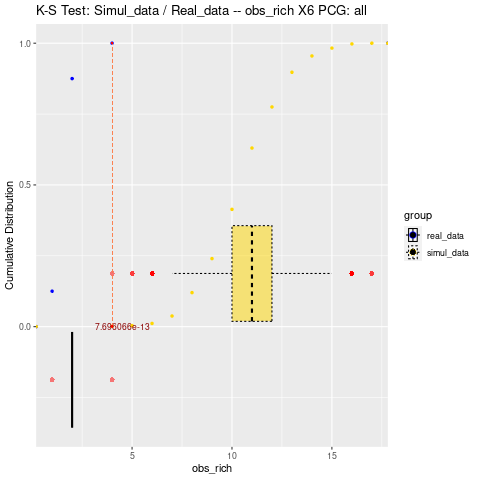 K-S Test: Simul_data / Real_data -- obs_rich X6 PCG: all
1.0
0.5
0.0
Cumulative Distribution
7.696066e-13
5
10
15
obs_rich
group
real_data
simul_data